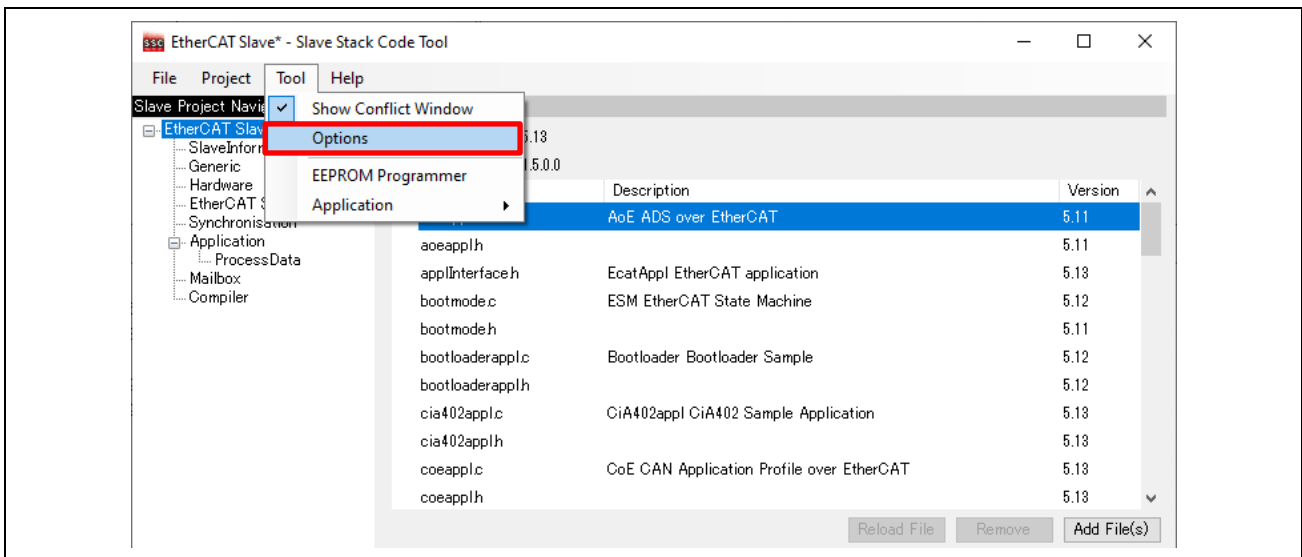 ssc EtherCAT Slave* - Slave Stack Code Tool
File Project Tool Help
Slave Project Navi
Show Conflict Window
EtherCAT Slav
Options
5.13
SlaveInfor
Generic
.5.0.0
EEPROM Programmer
Hardware
Description Version
EtherCAT S
Application
AoE ADS over EtherCAT 5.11
Synchronisation
Application
aoeappl.h 5.11
ProcessData
applInterface.h EcatAppl EtherCAT application 5.13
Mailbox
Compiler
bootmode.c ESM EtherCAT State Machine 5.12
bootmode.h 5.11
bootloaderappl.c Bootloader Bootloader Sample 5.12
bootloaderappl.h 5.12
cia402appl.c CiA402appl CiA402 Sample Application 5.13
cia402appl.h 5.13
coeappl.c CoE CAN Application Profile over EtherCAT 5.13
coeappl.h 5.13
Reload File Remove Add File(s)